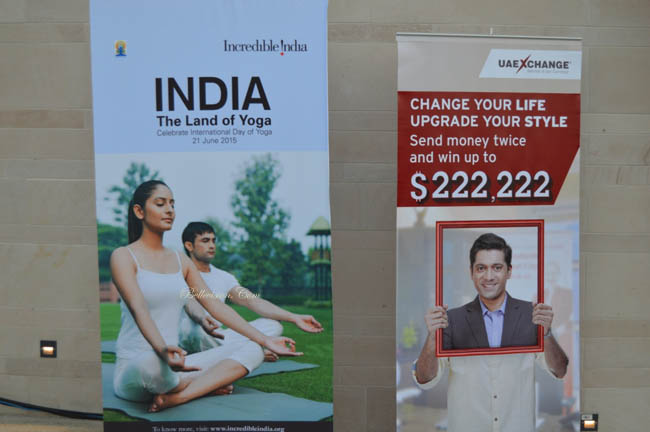 Incredible !ndia
INDIA
The Land of Yoga
Celebrate International Day of Yoga
21 June 2015
To know more, visit: www.incredibleindia.org
UAEXCHANGE
CHANGE YOUR LIFE
UPGRADE YOUR STYLE
Send money twice
and win up to
$222,222